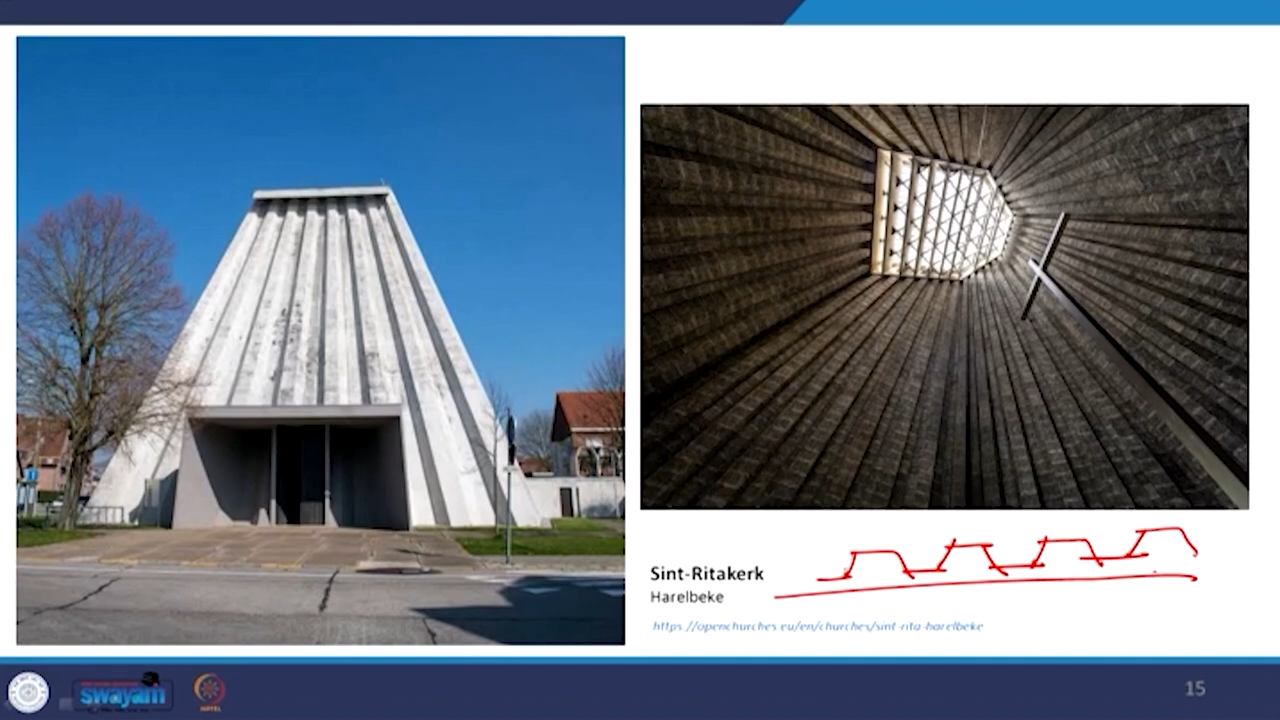 Sint-Ritakerk
Harelbeke
https://openchurches.eu/en/churches/sint-rita-harelbeke
swayam
15